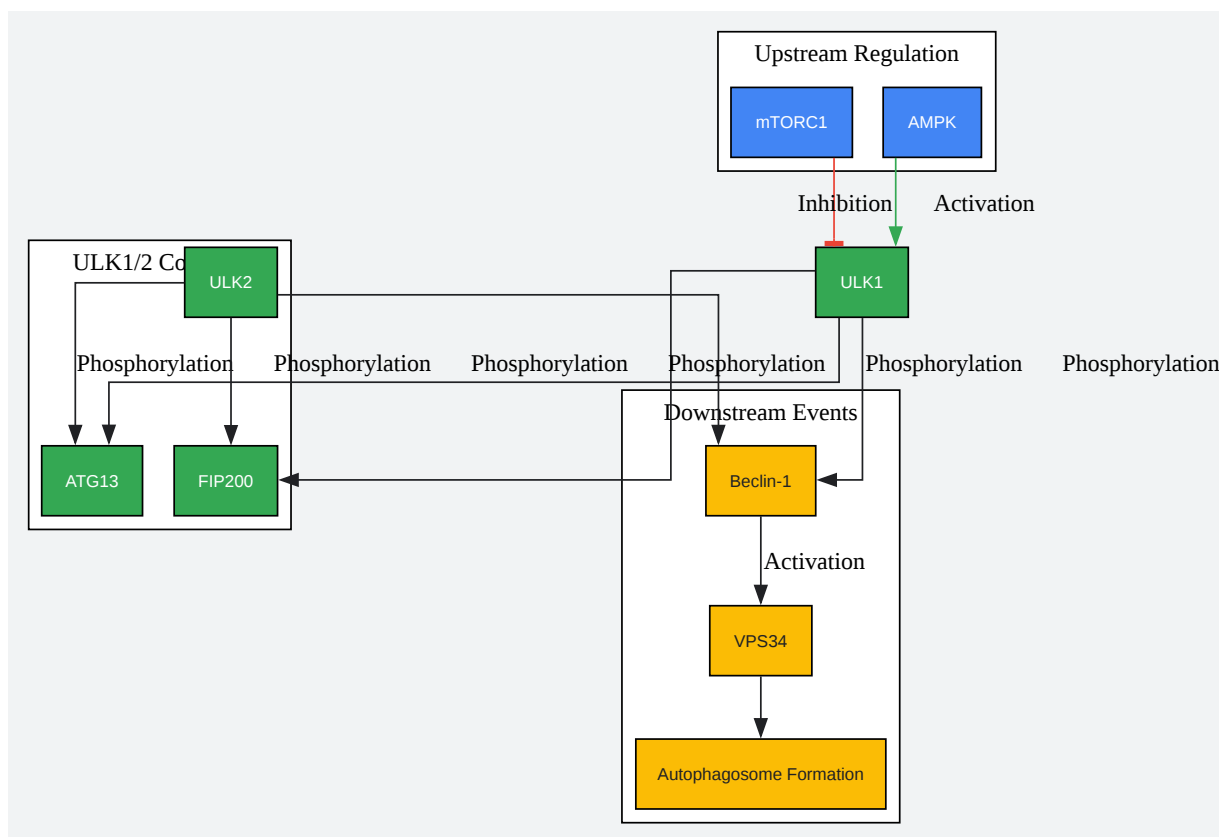 Upstream Regulation
mTORC1
AMPK
Inhibition
Activation
ULK1/2 Co
ULK2
ULK1
Phosphorylation
Phosphorylation
Phosphorylation
Phosphorylation
Phosphorylation
Phosphorylation
Downstream Events
ATG13
FIP200
Beclin-1
Activation
VPS34
Autophagosome Formation